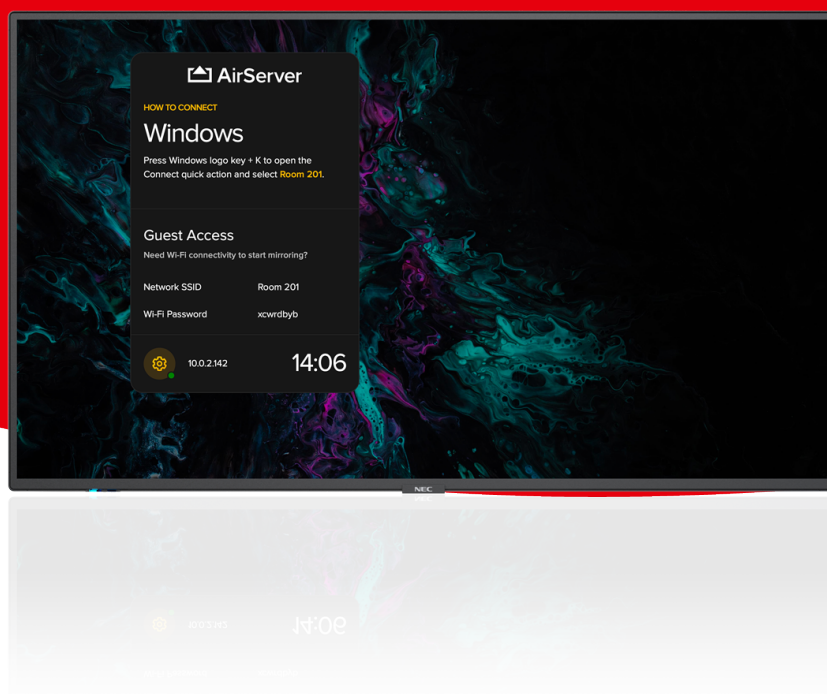 AirServer
HOW TO CONNECT
Windows
Press Windows logo key + K to open the
Connect quick action and select Room 201.
Guest Access
Need Wi-Fi connectivity to start mirroring?
Network SSID Room 201
Wi-Fi Password xcwrdbyb
10.0.2.142 14:06
NEC